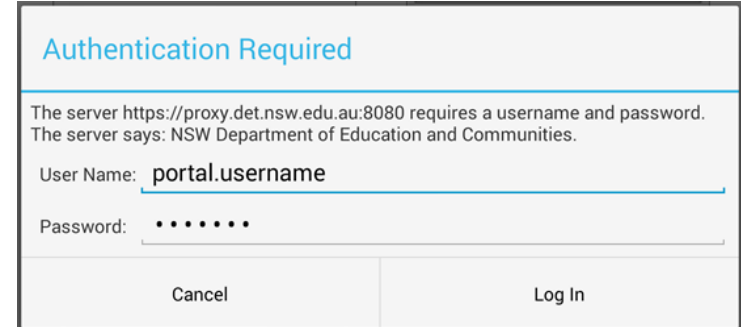 Authentication Required
The server https://proxy.det.nsw.edu.au:8080 requires a username and password.
The server says: NSW Department of Education and Communities.
User Name: portal.username
Password: •••••••
Cancel Log In